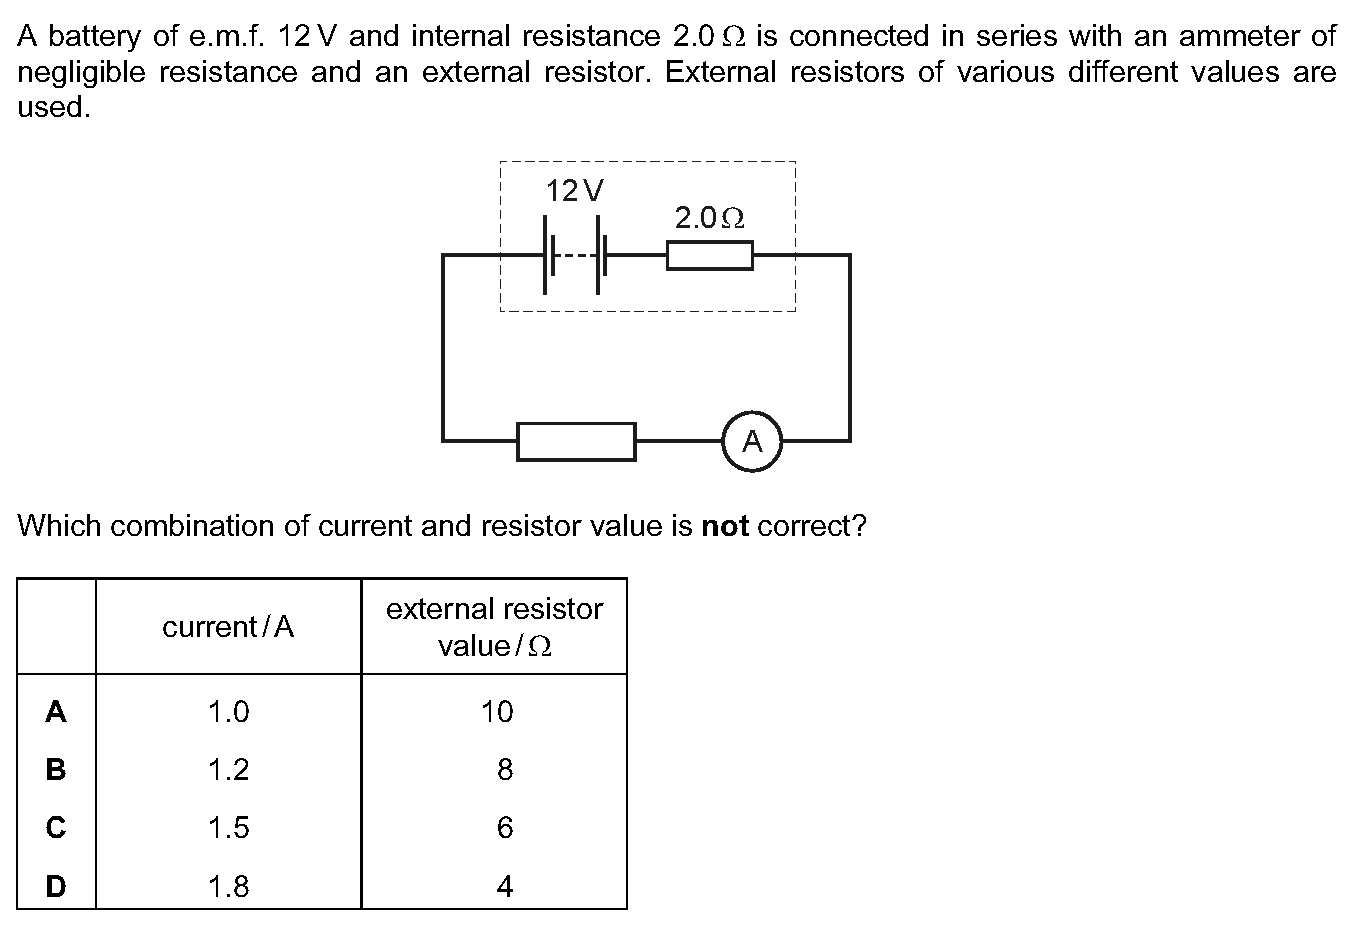 A battery of e.m.f. 12 V and internal resistance 2.0 Ω is connected in series with an ammeter of
negligible resistance and an external resistor. External resistors of various different values are
used.
12 V
2.0 Ω
A
Which combination of current and resistor value is not correct?
current / A
external resistor
value / Ω
A 1.0 10
B 1.2 8
C 1.5 6
D 1.8 4